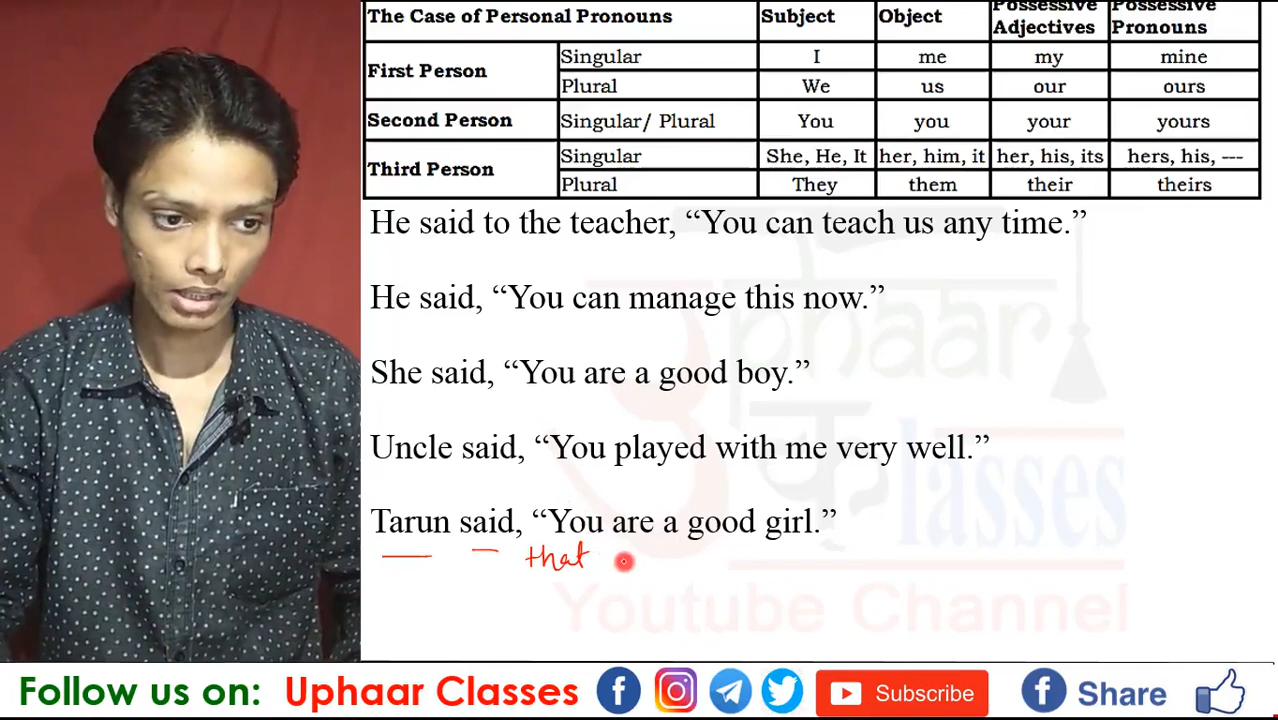 The Case of Personal Pronouns Subject Object Possessive Adjectives Possessive Pronouns
First Person Singular I me my mine
Plural We us our ours
Second Person Singular/ Plural You you your yours
Third Person Singular She, He, It her, him, it her, his, its hers, his, ---
Plural They them their theirs
He said to the teacher, “You can teach us any time.”
He said, “You can manage this now.”
She said, “You are a good boy.”
Uncle said, “You played with me very well.”
Tarun said, “You are a good girl.”
that
उphaar
क lasses
Youtube Channel
Follow us on: Uphaar Classes Subscribe Share